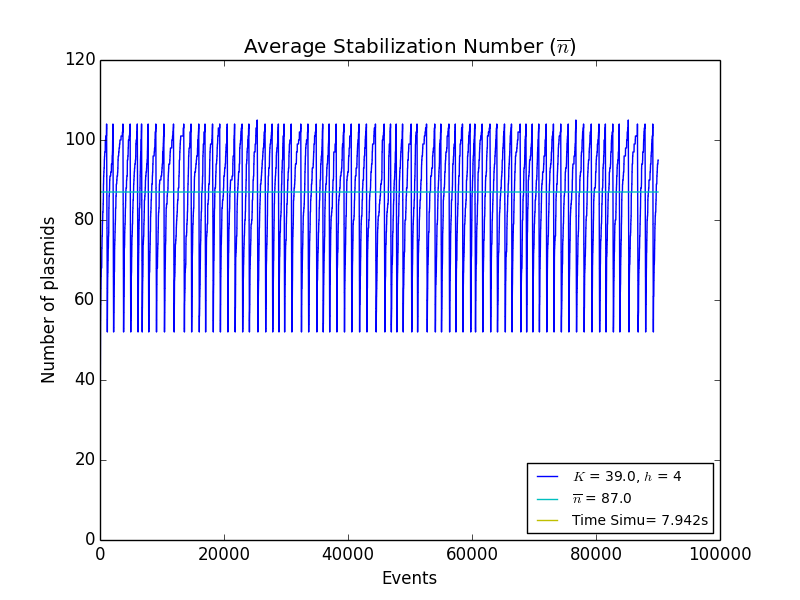 Average Stabilization Number (n̅)
120
100
80
60
40
20
0
Number of plasmids
0 20000 40000 60000 80000 100000
Events
K = 39.0, h = 4
n̅ = 87.0
Time Simu= 7.942s